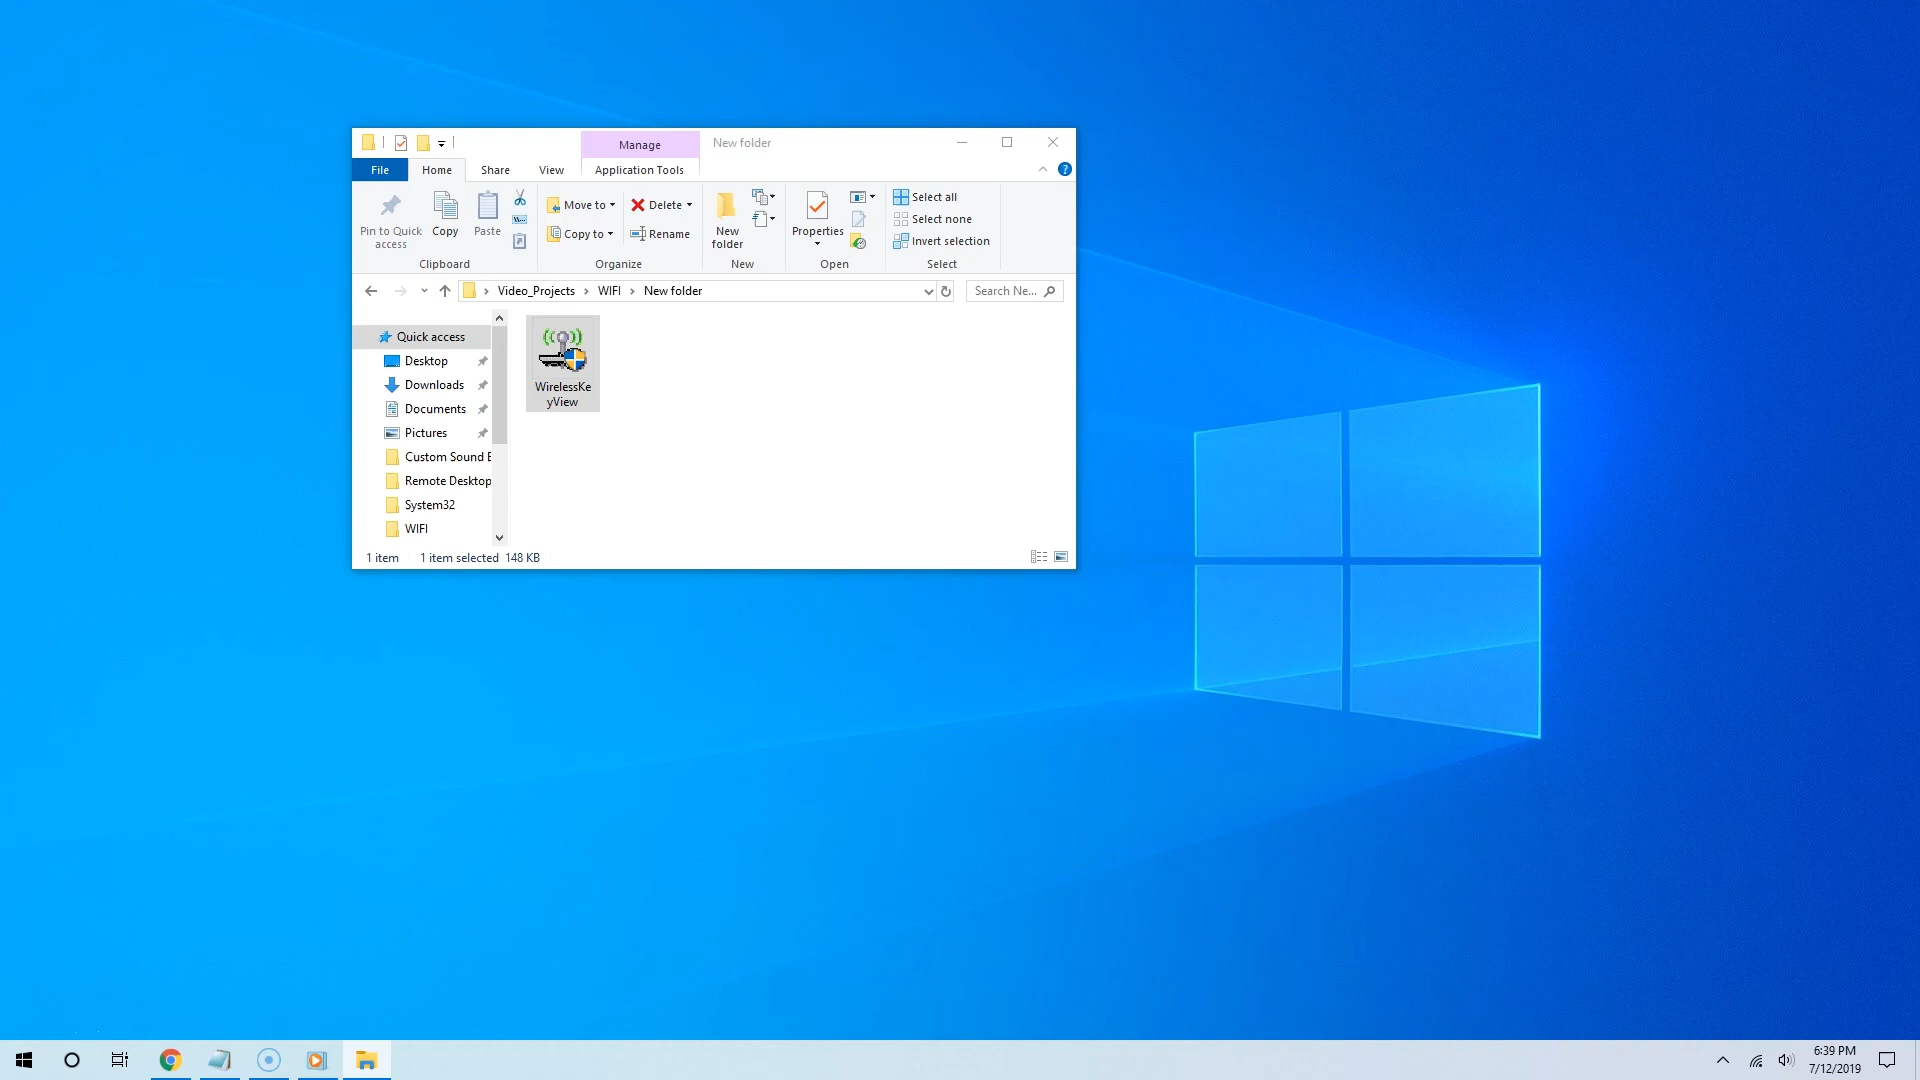 Manage
New folder
File
Home
Share
View
Application Tools
Pin to Quick access
Copy
Paste
Clipboard
Move to
Copy to
Delete
Rename
Organize
New folder
New
Properties
Open
Select all
Select none
Invert selection
Select
Video_Projects
WIFI
New folder
Search Ne...
Quick access
Desktop
Downloads
Documents
Pictures
Custom Sound E
Remote Desktop
System32
WIFI
WirelessKe
yView
1 item
1 item selected 148 KB
6:39 PM
7/12/2019